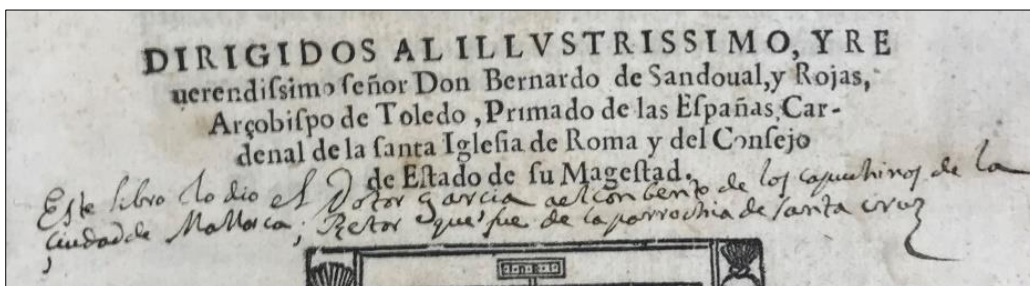 DIRIGIDOS AL ILLVSTRISSIMO, Y RE
uerendiſsimo ſeñor Don Bernardo de Sandoual, y Rojas,
Arçobiſpo de Toledo, Primado de las Eſpañas, Car-
denal de la ſanta Igleſia de Roma y del Conſejo
de Eſtado de ſu Mageſtad.
Este libro lo dio el Dotor Garcia al conbento de los capuchinos de la
Ciudad de Mallorca; Retor que fue de la parrochia de santa cruz